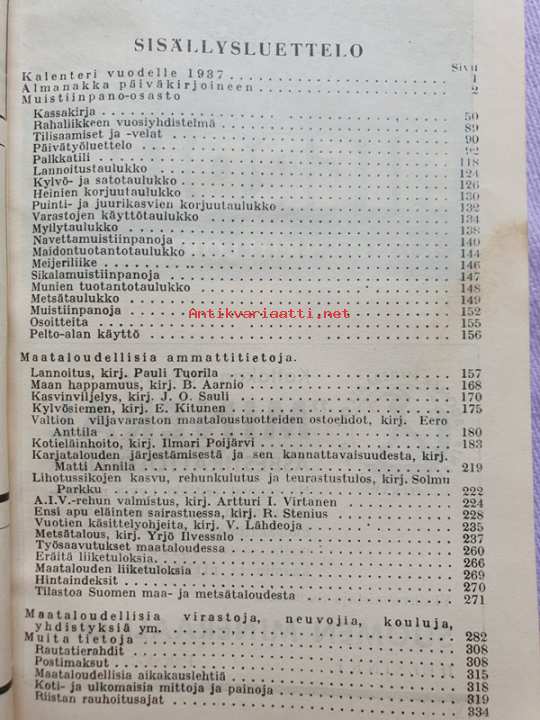 SISÄLLYSLUETTELO
Sivu
Kalenteri vuodelle 1937 1
Almanakka päiväkirjoineen 2
Muistiinpano-osasto
Kassakirja 50
Rahaliikkeen vuosiyhdistelmä 89
Tilisaamiset ja -velat 90
Päivätyöluettelo 92
Palkkatili 118
Lannoitustaulukko 124
Kylvö- ja satotaulukko 126
Heinien korjuutaulukko 130
Puinti- ja juurikasvien korjuutaulukko 132
Varastojen käyttötaulukko 134
Myilytaulukko 138
Navettamuistiinpanoja 140
Maidontuotantotaulukko 144
Meijeriliike 146
Sikalamuistiinpanoja 147
Munien tuotantotaulukko 148
Metsätaulukko 149
Muistiinpanoja 152
Osoitteita 155
Pelto-alan käyttö 156
Antikvariaatti.net
Maataloudellisia ammattitietoja.
Lannoitus, kirj. Pauli Tuorila 157
Maan happamuus, kirj. B. Aarnio 168
Kasvinviljelys, kirj. J. O. Sauli 170
Kylvösiemen, kirj. E. Kitunen 175
Valtion viljavaraston maataloustuotteiden ostoehdot, kirj. Eero
Anttila 180
Kotieläinhoito, kirj. Ilmari Poijärvi 183
Karjatalouden järjestämisestä ja sen kannattavaisuudesta, kirj.
Matti Annila 219
Lihotussikojen kasvu, rehunkulutus ja teurastustulos, kirj. Solmu
Parkku 222
A.I.V.-rehun valmistus, kirj. Artturi I. Virtanen 224
Ensi apu eläinten sairastuessa, kirj. R. Stenius 228
Vuotien käsittelyohjeita, kirj. V. Lähdeoja 235
Metsätalous, kirj. Yrjö Ilvessalo 237
Työsaavutukset maataloudessa 260
Eräitä liiketuloksia. 266
Maatalouden liiketuloksia 269
Hintaindeksit 270
Tilastoa Suomen maa- ja metsätaloudesta 271
Maataloudellisia virastoja, neuvojia, kouluja,
yhdistyksiä ym. 282
Muita tietoja
Rautatierahdit 308
Postimaksut 308
Maataloudellisia aikakauslehtiä 315
Koti- ja ulkomaisia mittoja ja painoja 318
Riistan rauhoitusajat 319
334